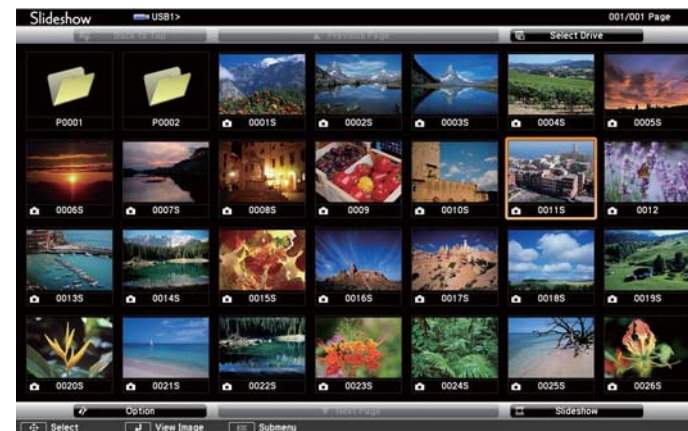 Slideshow USB1> 001/001 Page
Back to Top Previous Page Select Drive
P0001 P0002 0001S 0002S 0003S 0004S 0005S
0006S 0007S 0008S 0009 0010S 0011S 0012
0013S 0014S 0015S 0016S 0017S 0018S 0019S
0020S 0021S 0022S 0023S 0024S 0025S 0026S
Option Next Page Slideshow
Select View Image Submenu